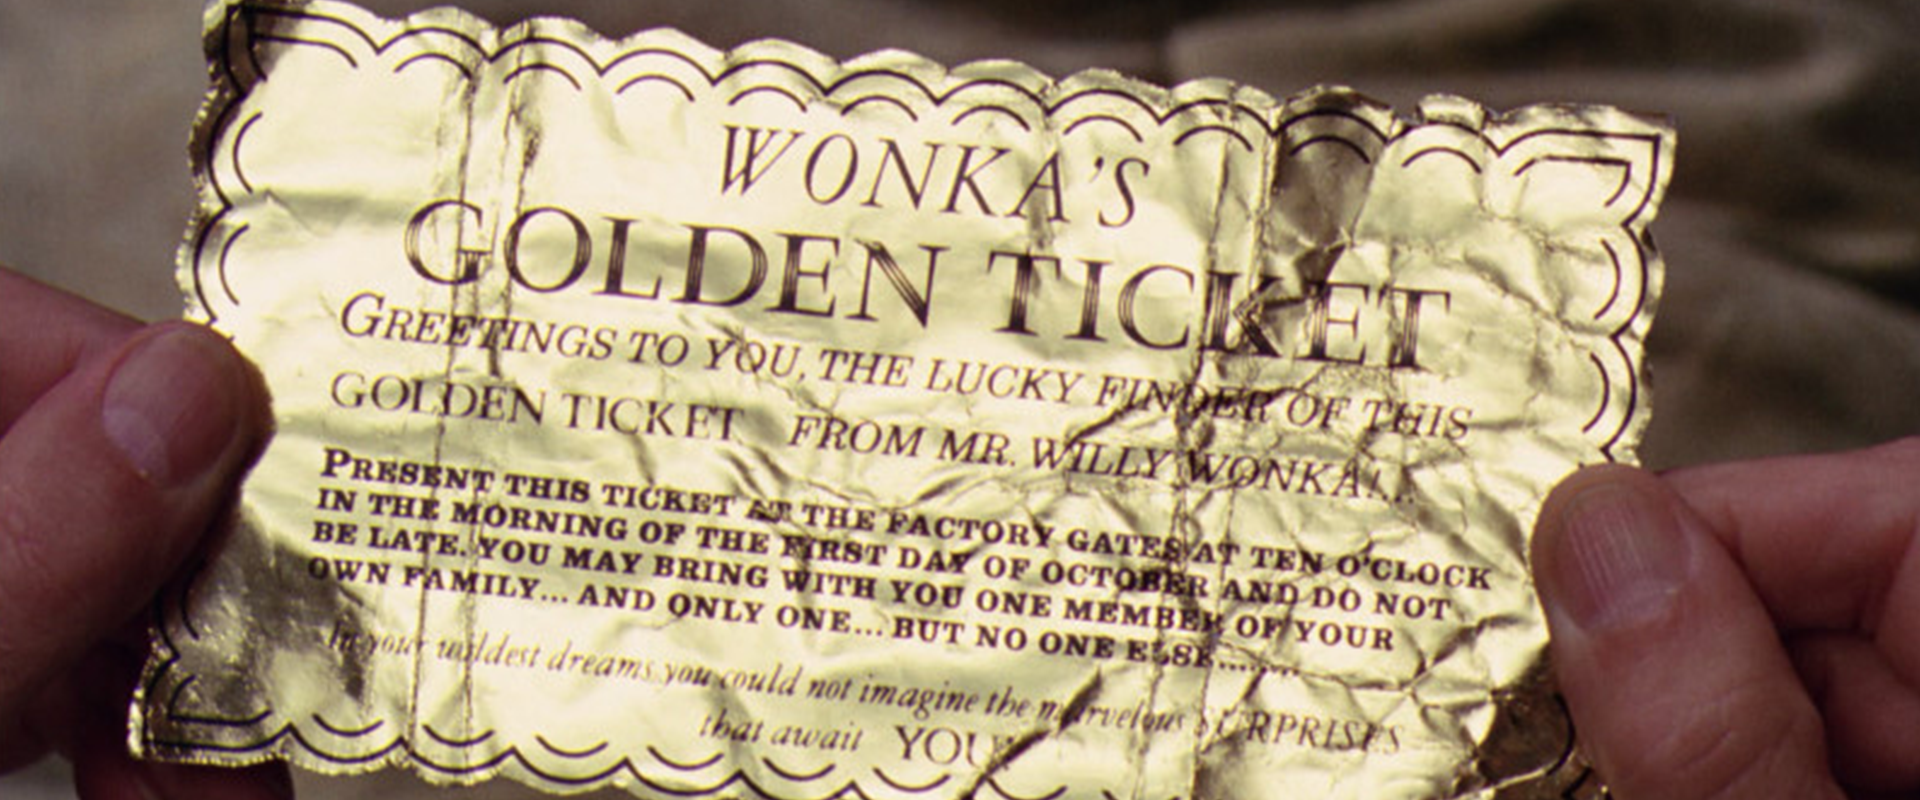 WONKA'S
GOLDEN TICKET
GREETINGS TO YOU, THE LUCKY FINDER OF THIS
GOLDEN TICKET FROM MR. WILLY WONKA!...
PRESENT THIS TICKET AT THE FACTORY GATES AT TEN O'CLOCK
IN THE MORNING OF THE FIRST DAY OF OCTOBER AND DO NOT
BE LATE. YOU MAY BRING WITH YOU ONE MEMBER OF YOUR
OWN FAMILY... AND ONLY ONE... BUT NO ONE ELSE.........
In your wildest dreams you could not imagine the marvelous SURPRISES
that await YOU!